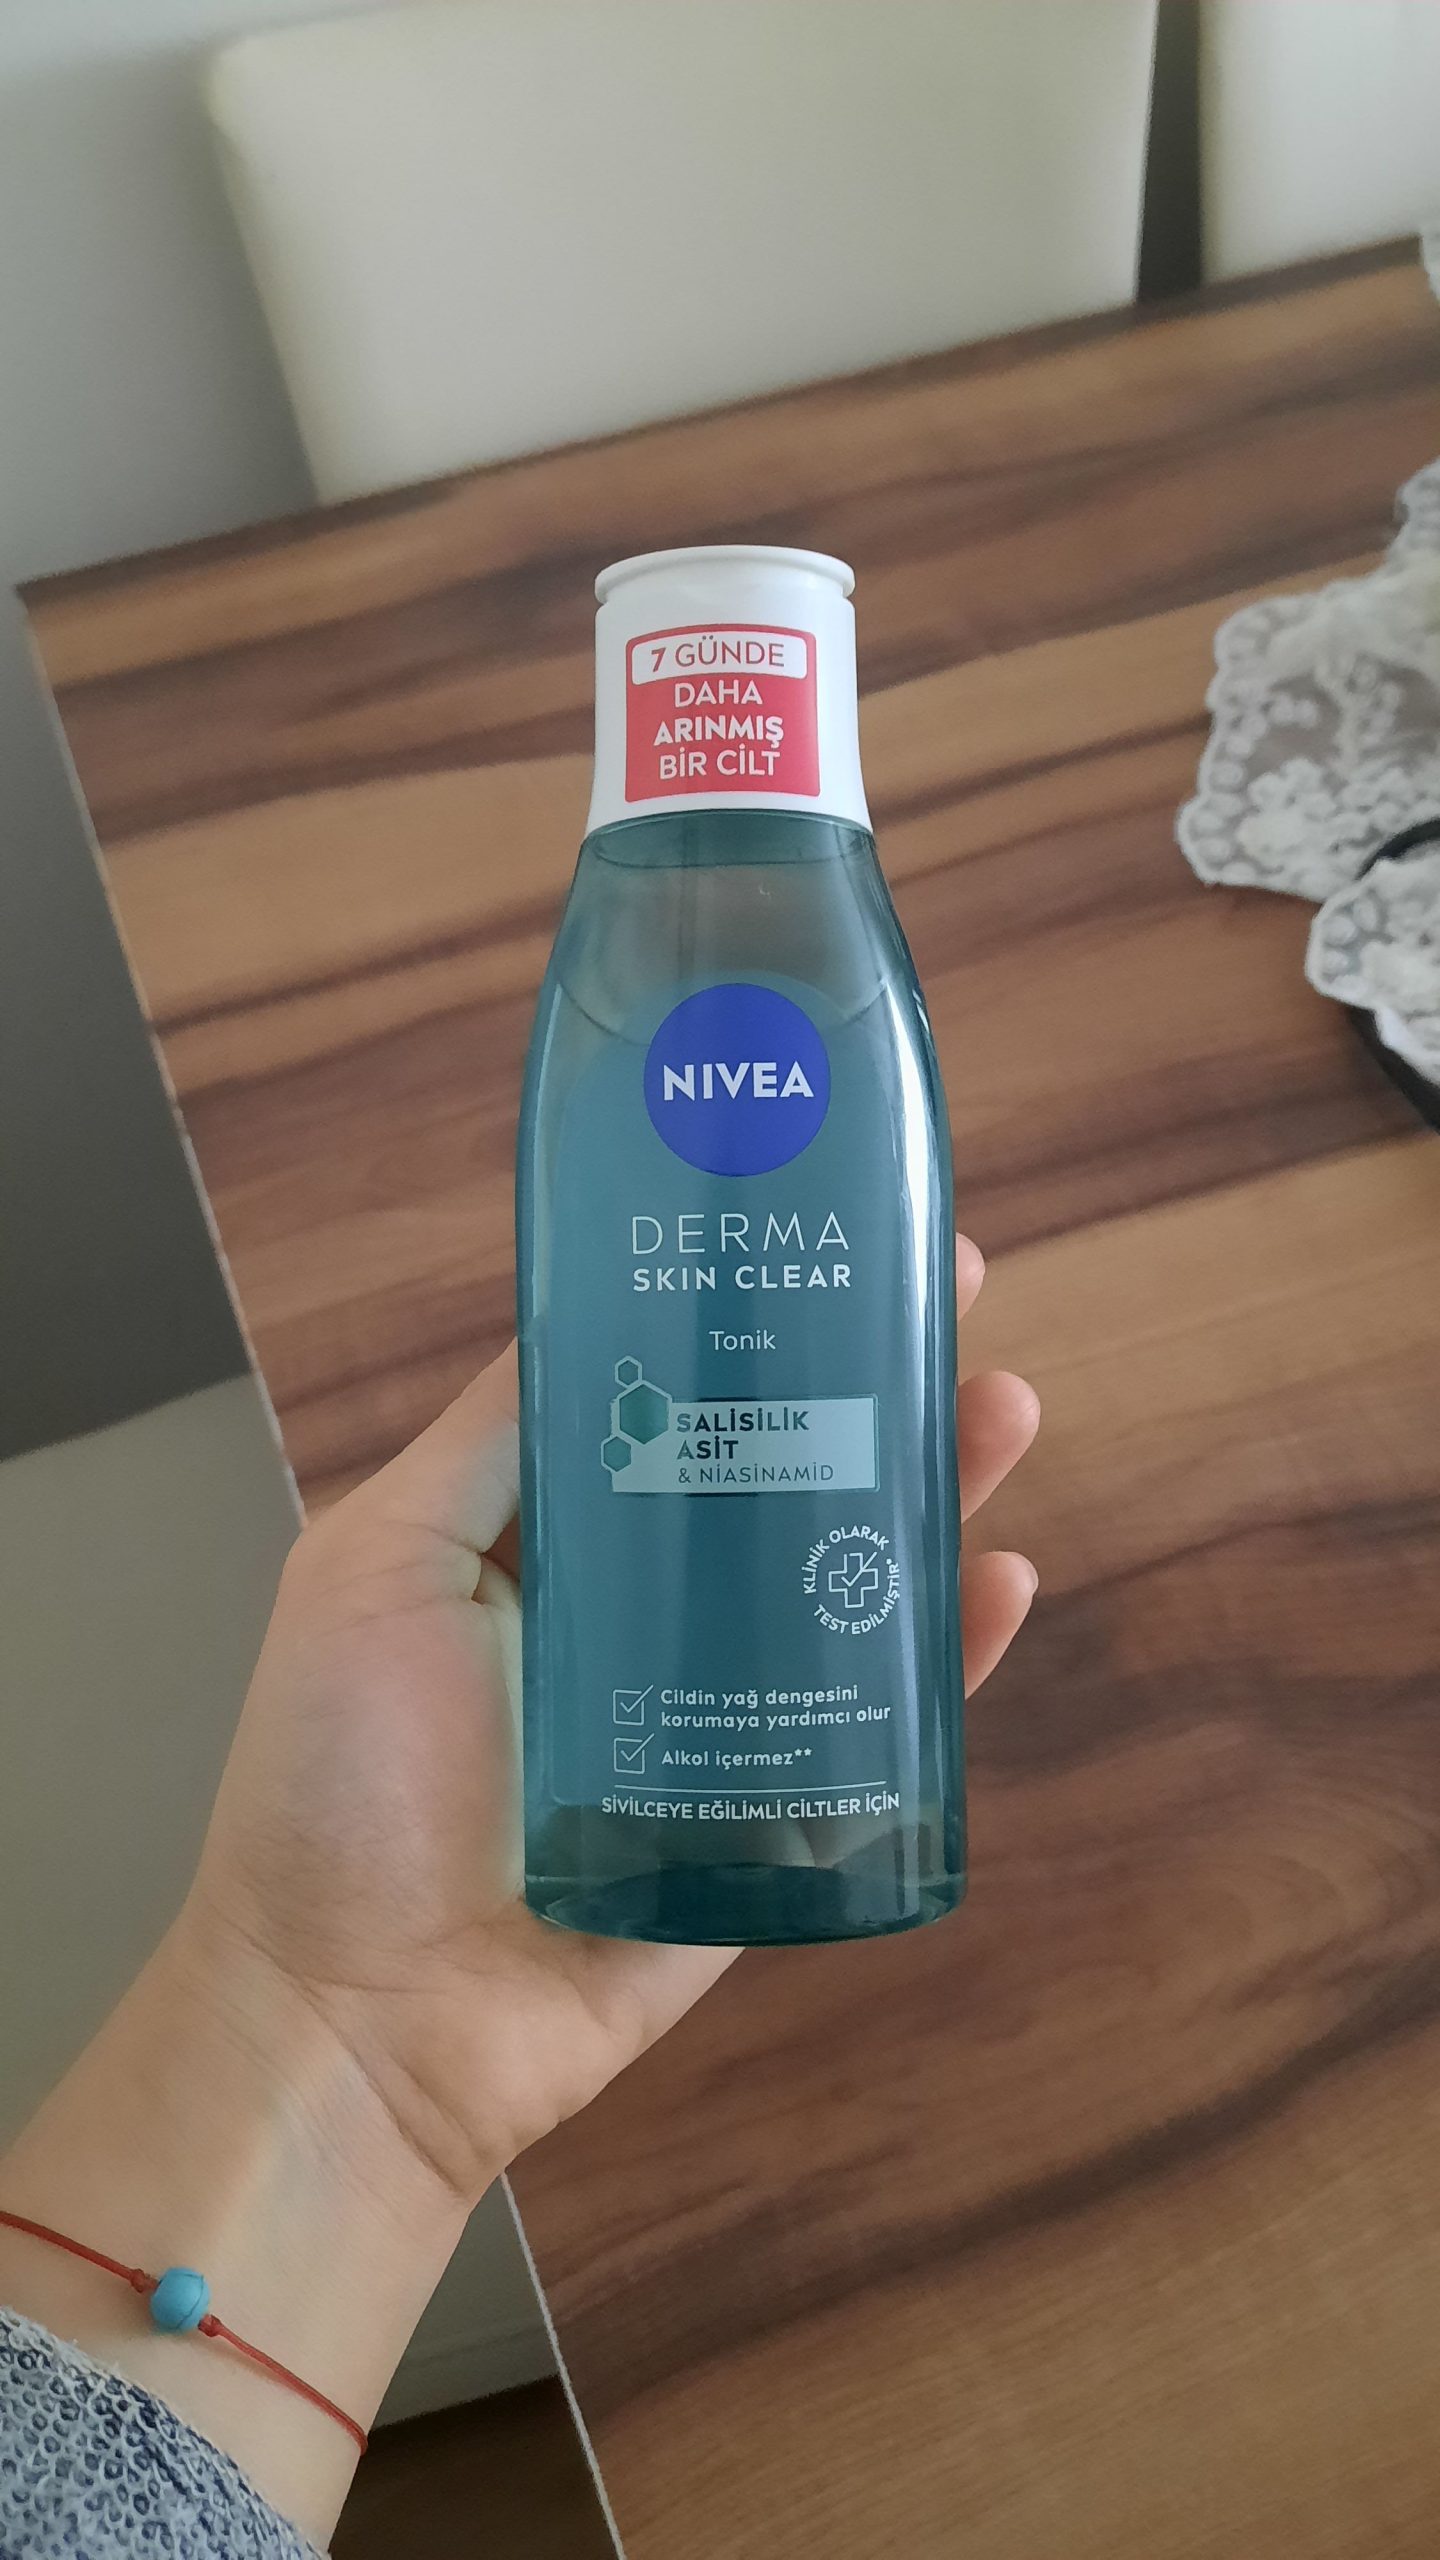 7 GÜNDE
DAHA
ARINMIŞ
BİR CİLT
NIVEA
DERMA
SKIN CLEAR
Tonik
SALİSİLİK
ASİT
& NİASİNAMİD
KLİNİK OLARAK
TEST EDİLMİŞTİR*
Cildin yağ dengesini
korumaya yardımcı olur
Alkol içermez**
SİVİLCEYE EĞİLİMLİ CİLTLER İÇİN